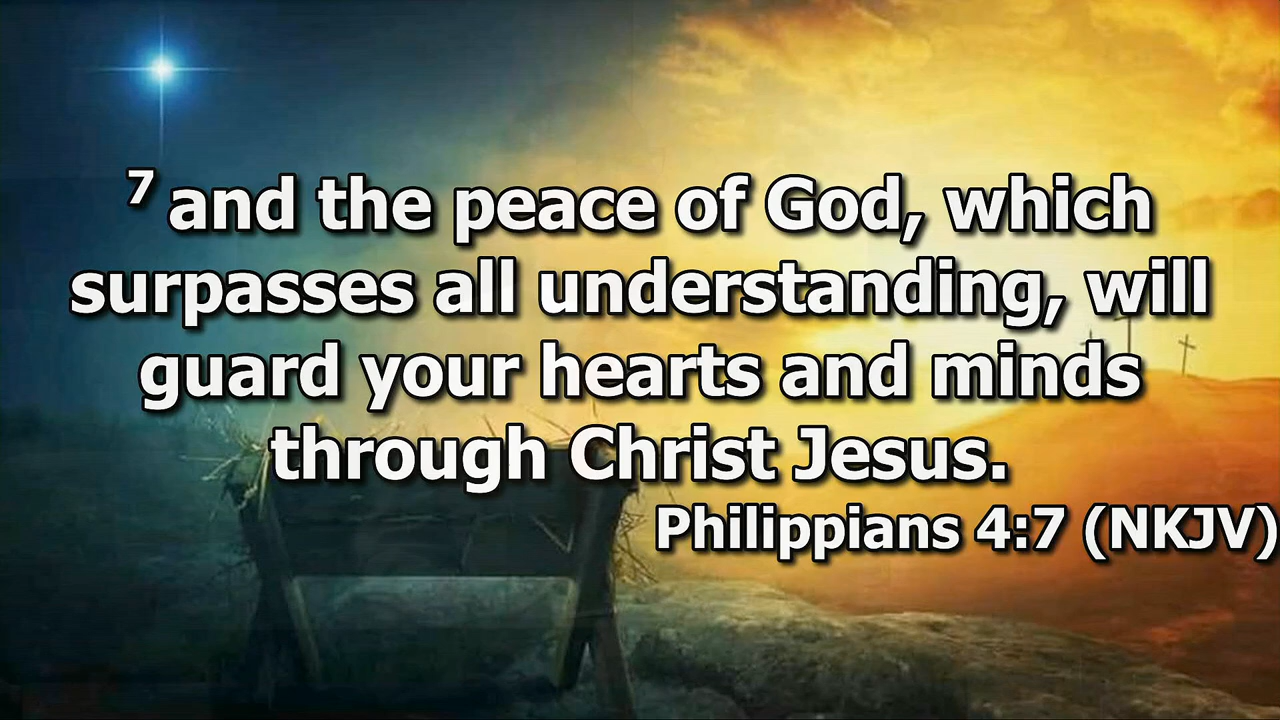 7 and the peace of God, which
surpasses all understanding, will
guard your hearts and minds
through Christ Jesus.
Philippians 4:7 (NKJV)